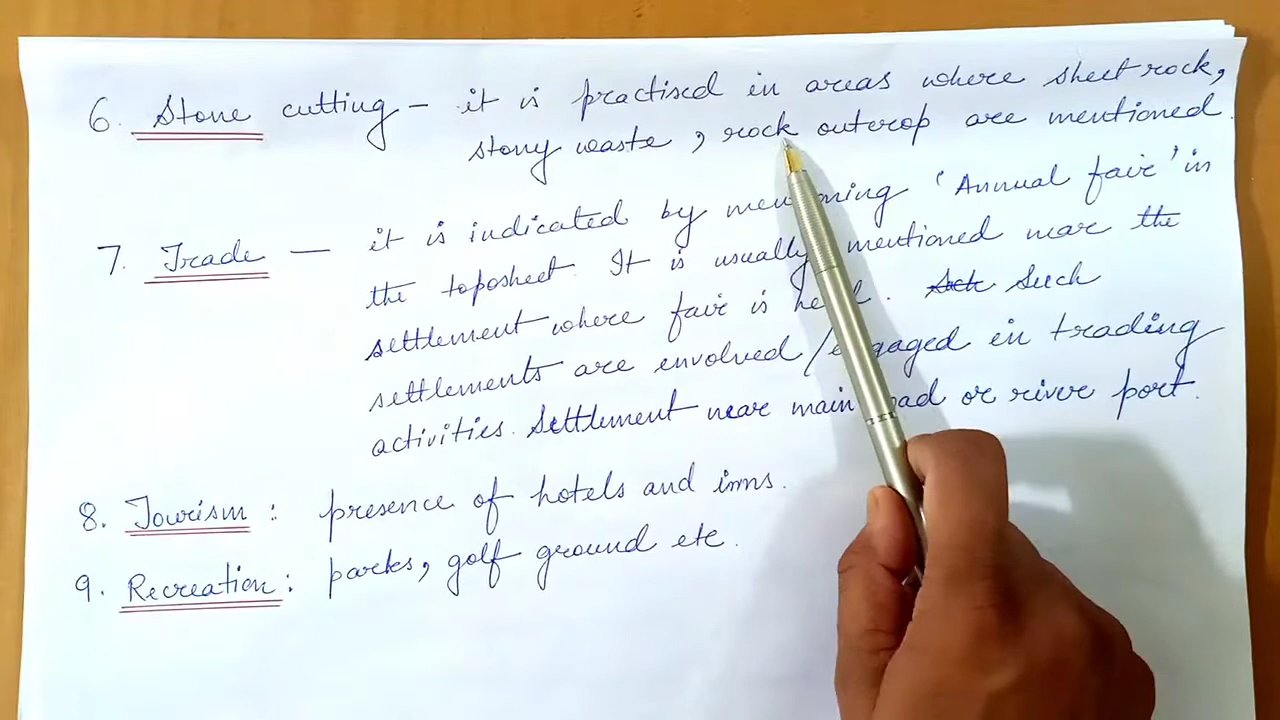 6. Stone cutting - it is practised in areas where sheet rock,
stony waste, rock outcrop are mentioned.
7. Trade — it is indicated by mentioning 'Annual fair' in
the toposheet. It is usually mentioned near the
settlement where fair is held. Such
settlements are involved/engaged in trading
activities. Settlement near main road or river port.
8. Tourism : presence of hotels and inns.
9. Recreation : parks, golf ground etc.